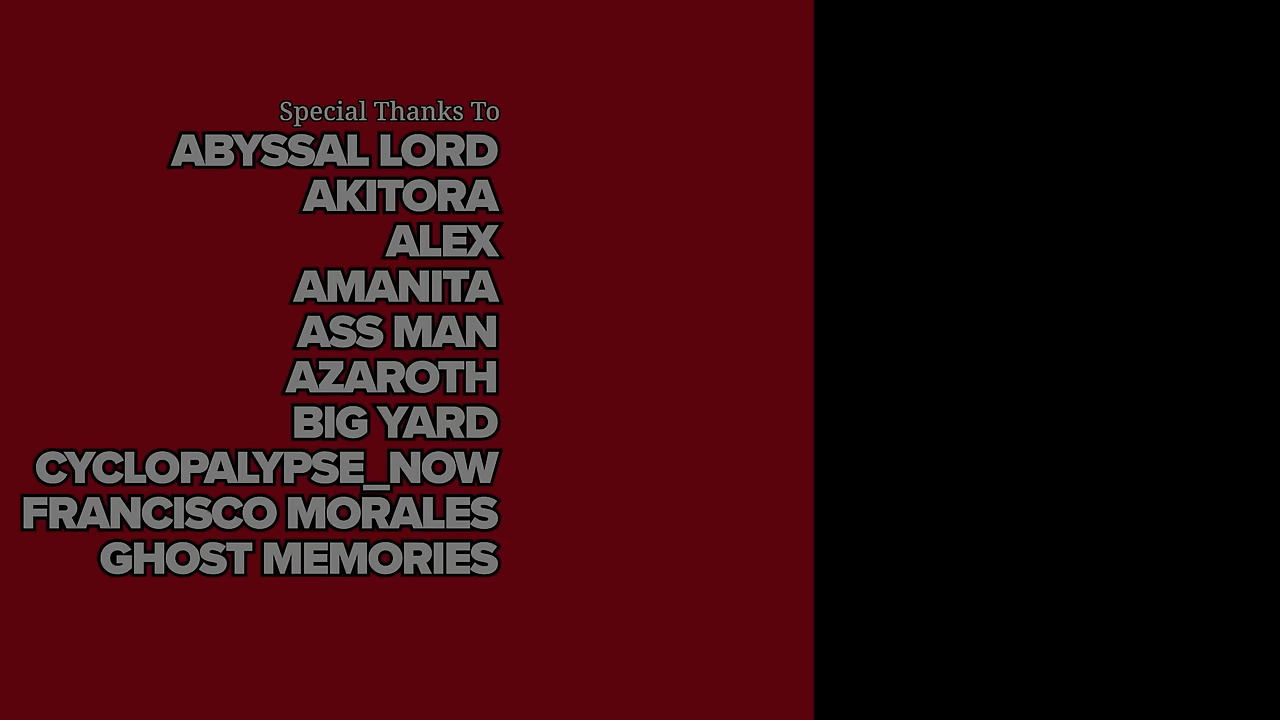 Special Thanks To
ABYSSAL LORD
AKITORA
ALEX
AMANITA
ASS MAN
AZAROTH
BIG YARD
CYCLOPALYPSE_NOW
FRANCISCO MORALES
GHOST MEMORIES